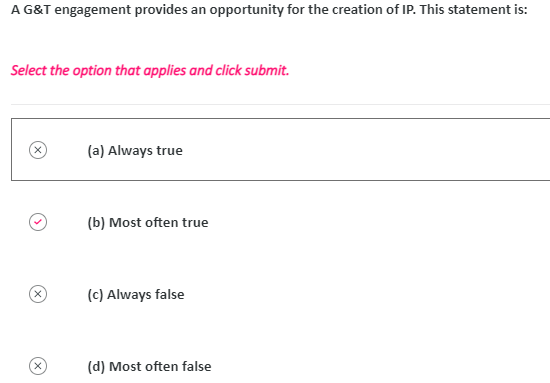 A G&T engagement provides an opportunity for the creation of IP. This statement is:
Select the option that applies and click submit.
(a) Always true
(b) Most often true
(c) Always false
(d) Most often false